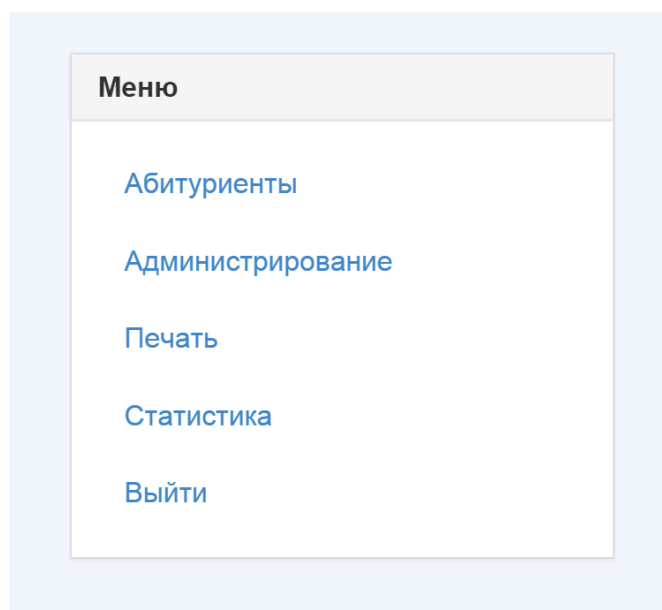 Меню
Абитуриенты
Администрирование
Печать
Статистика
Выйти